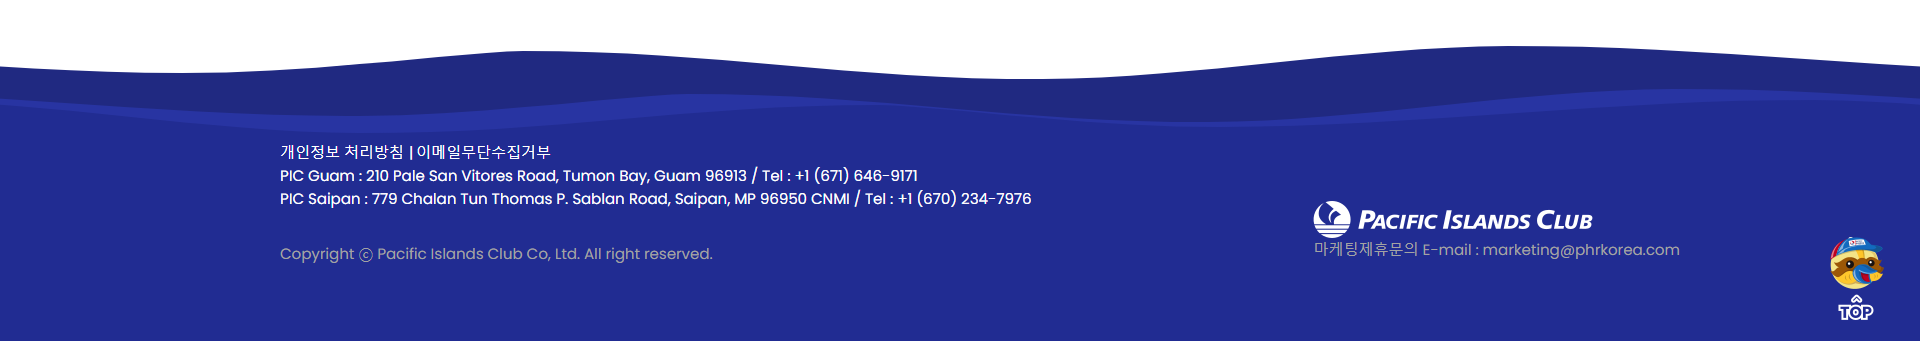 개인정보 처리방침 | 이메일무단수집거부
PIC Guam : 210 Pale San Vitores Road, Tumon Bay, Guam 96913 / Tel : +1 (671) 646-9171
PIC Saipan : 779 Chalan Tun Thomas P. Sablan Road, Saipan, MP 96950 CNMI / Tel : +1 (670) 234-7976
Copyright ⓒ Pacific Islands Club Co, Ltd. All right reserved.
PACIFIC ISLANDS CLUB
마케팅제휴문의 E-mail : marketing@phrkorea.com
TOP